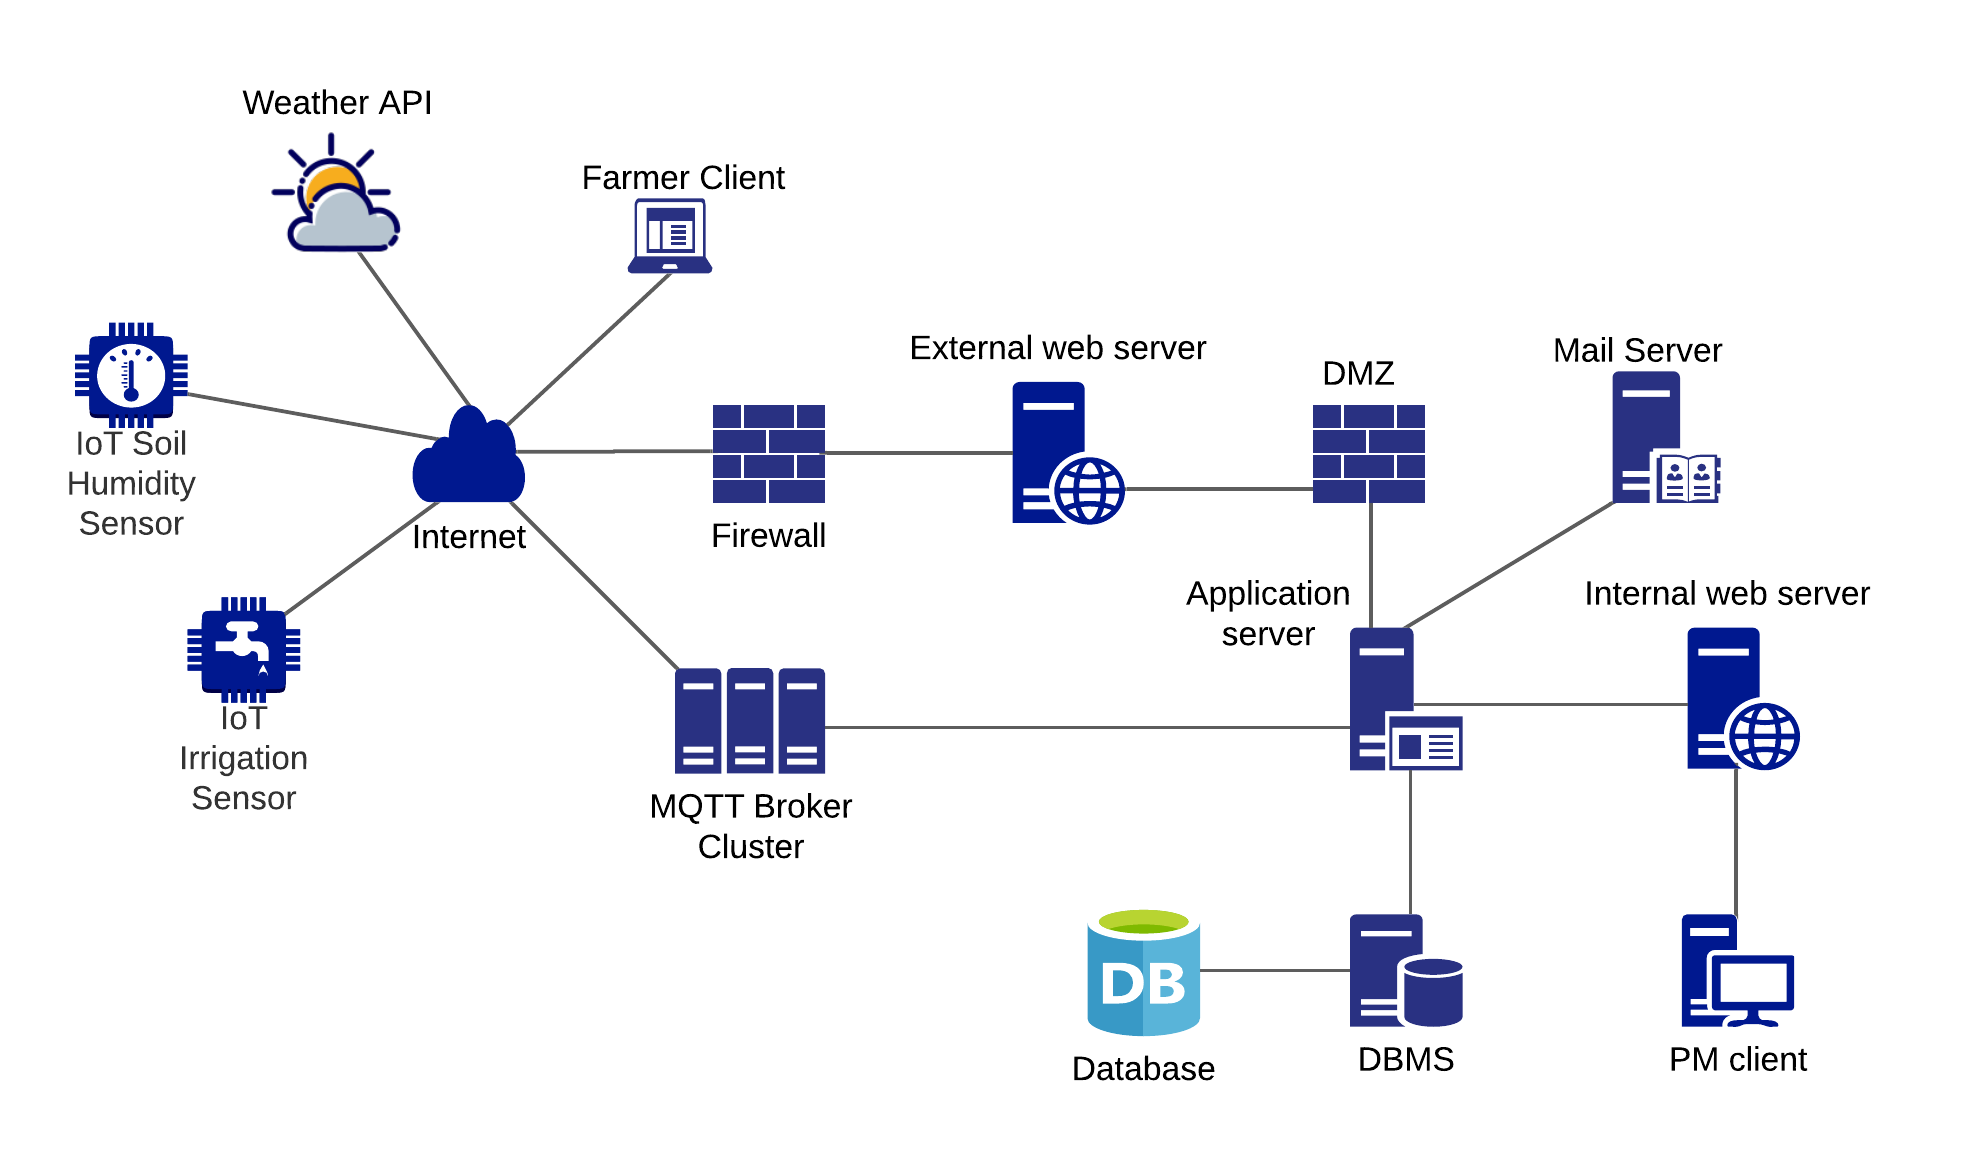 Weather API
Farmer Client
External web server
Mail Server
DMZ
IoT Soil
Humidity
Sensor
Internet
Firewall
Application
server
Internal web server
IoT
Irrigation
Sensor
MQTT Broker
Cluster
DB
Database
DBMS
PM client